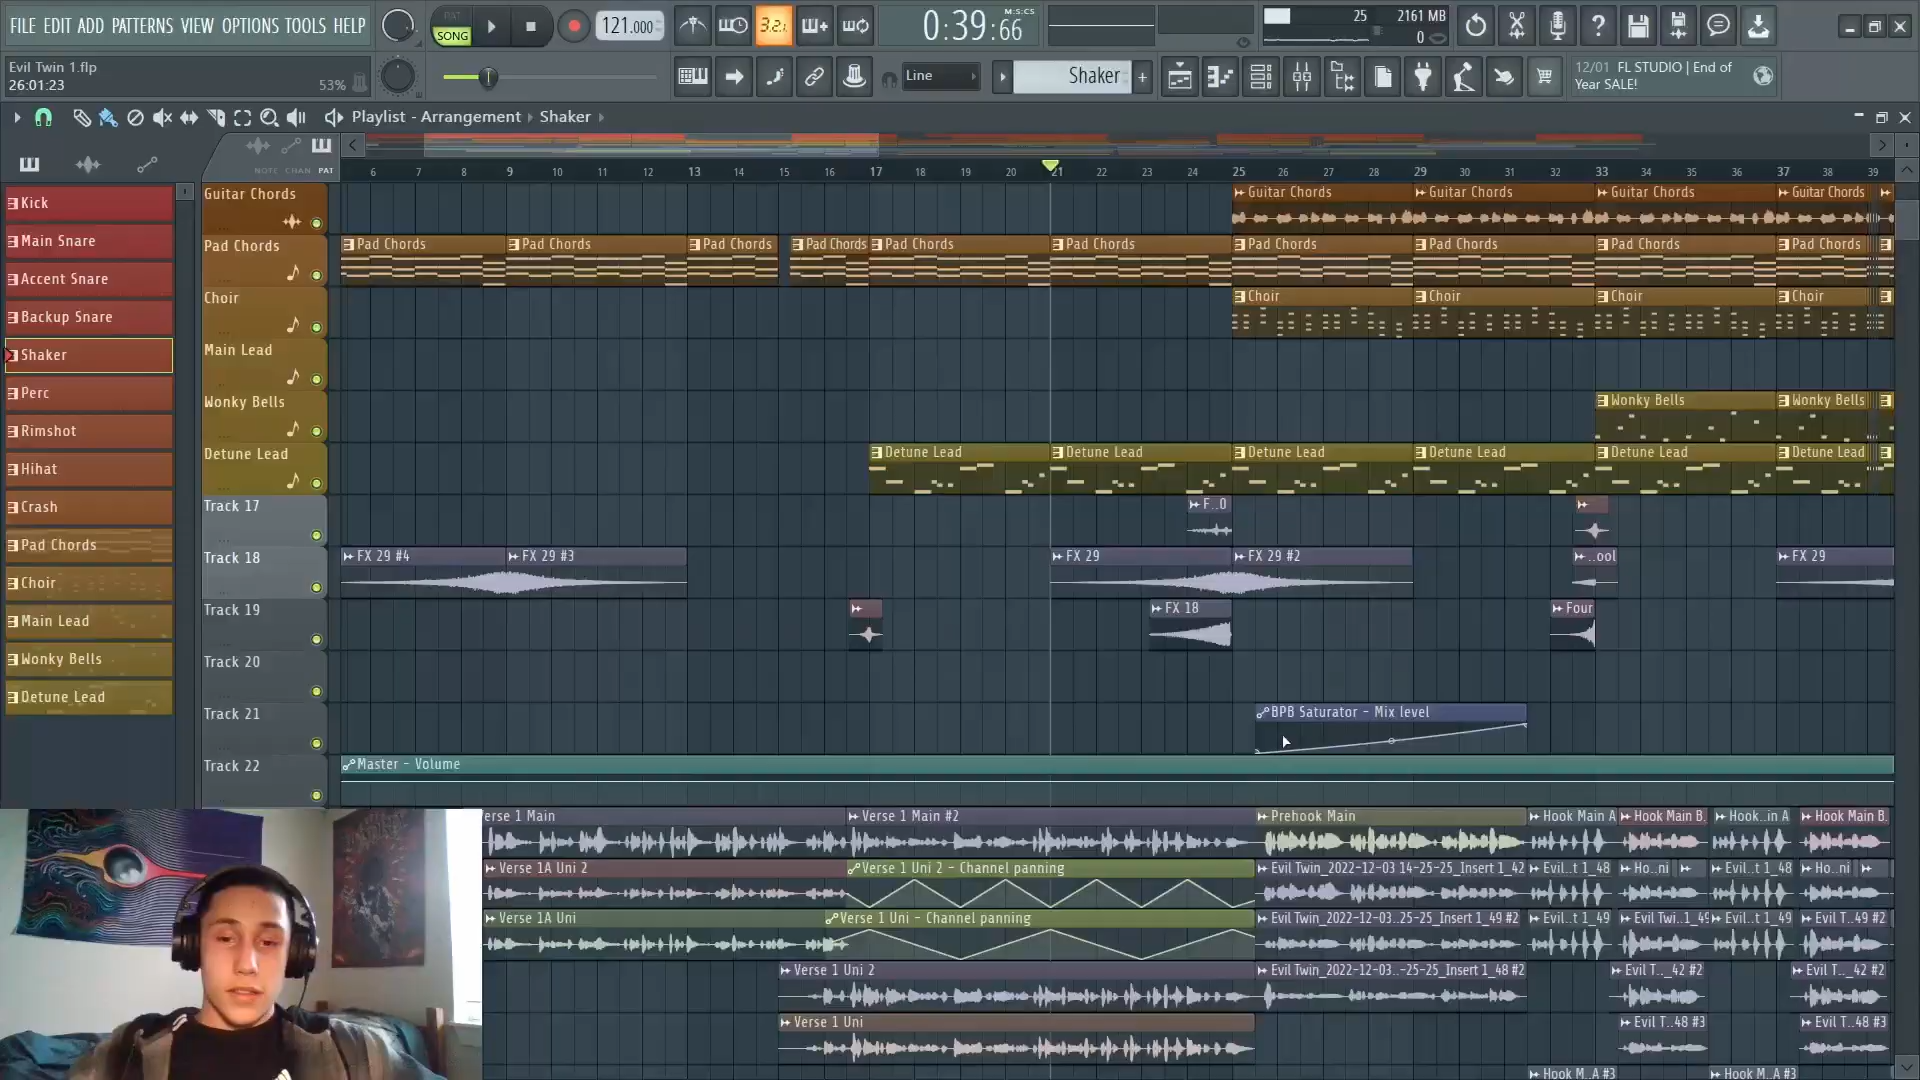 FILE EDIT ADD PATTERNS VIEW OPTIONS TOOLS HELP
PAT
SONG
121.000
3.2.1
0:39:66
M:S:CS
25
2161 MB
0
Evil Twin 1.flp
26:01:23
53%
Line
Shaker
12/01 FL STUDIO | End of
Year SALE!
Playlist - Arrangement
Shaker
NOTE CHAN PAT
6 7 8 9 10 11 12 13 14 15 16 17 18 19 20 21 22 23 24 25 26 27 28 29 30 31 32 33 34 35 36 37 38 39
Kick
Main Snare
Accent Snare
Backup Snare
Shaker
Perc
Rimshot
Hihat
Crash
Pad Chords
Choir
Main Lead
Wonky Bells
Detune Lead
Guitar Chords
Guitar Chords Guitar Chords Guitar Chords Guitar Chords
Pad Chords
Pad Chords Pad Chords Pad Chords Pad Chords Pad Chords Pad Chords Pad Chords Pad Chords Pad Chords Pad Chords
Choir
Choir Choir Choir Choir
Main Lead
Wonky Bells
Wonky Bells Wonky Bells
Detune Lead
Detune Lead Detune Lead Detune Lead Detune Lead Detune Lead Detune Lead
Track 17
F..0
Track 18
FX 29 #4 FX 29 #3 FX 29 FX 29 #2 ..ool FX 29
Track 19
FX 18 Four
Track 20
Track 21
BPB Saturator - Mix level
Track 22
Master - Volume
erse 1 Main Verse 1 Main #2 Prehook Main Hook Main A Hook Main B. Hook..in A Hook Main B.
Verse 1A Uni 2 Verse 1 Uni 2 - Channel panning Evil Twin_2022-12-03 14-25-25_Insert 1_42 Evil..t 1_48 Ho..ni Evil..t 1_48 Ho..ni
Verse 1A Uni Verse 1 Uni - Channel panning Evil Twin_2022-12-03..25-25_Insert 1_49 #2 Evil..t 1_49 Evil Twi..1_49 Evil..t 1_49 Evil T..49 #2
Verse 1 Uni 2 Evil Twin_2022-12-03..-25-25_Insert 1_48 #2 Evil T.._42 #2 Evil T.._42 #2
Verse 1 Uni Evil T..48 #3 Evil T..48 #3
Hook M..A #3 Hook M..A #3